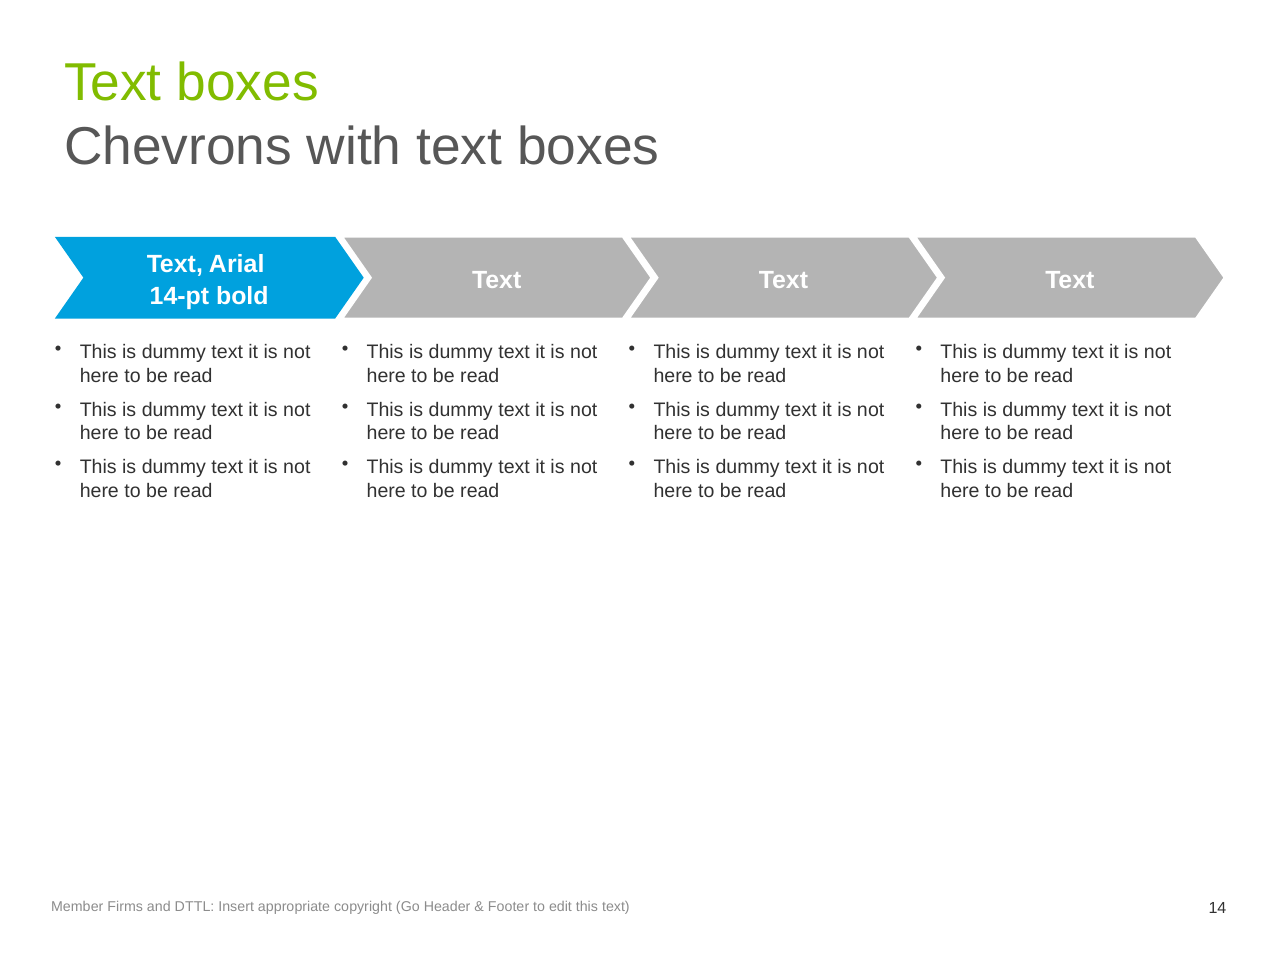 Text boxes
Chevrons with text boxes
Text, Arial
14-pt bold
Text
Text
Text
• This is dummy text it is not
here to be read
• This is dummy text it is not
here to be read
• This is dummy text it is not
here to be read
• This is dummy text it is not
here to be read
• This is dummy text it is not
here to be read
• This is dummy text it is not
here to be read
• This is dummy text it is not
here to be read
• This is dummy text it is not
here to be read
• This is dummy text it is not
here to be read
• This is dummy text it is not
here to be read
• This is dummy text it is not
here to be read
• This is dummy text it is not
here to be read
Member Firms and DTTL: Insert appropriate copyright (Go Header & Footer to edit this text)
14